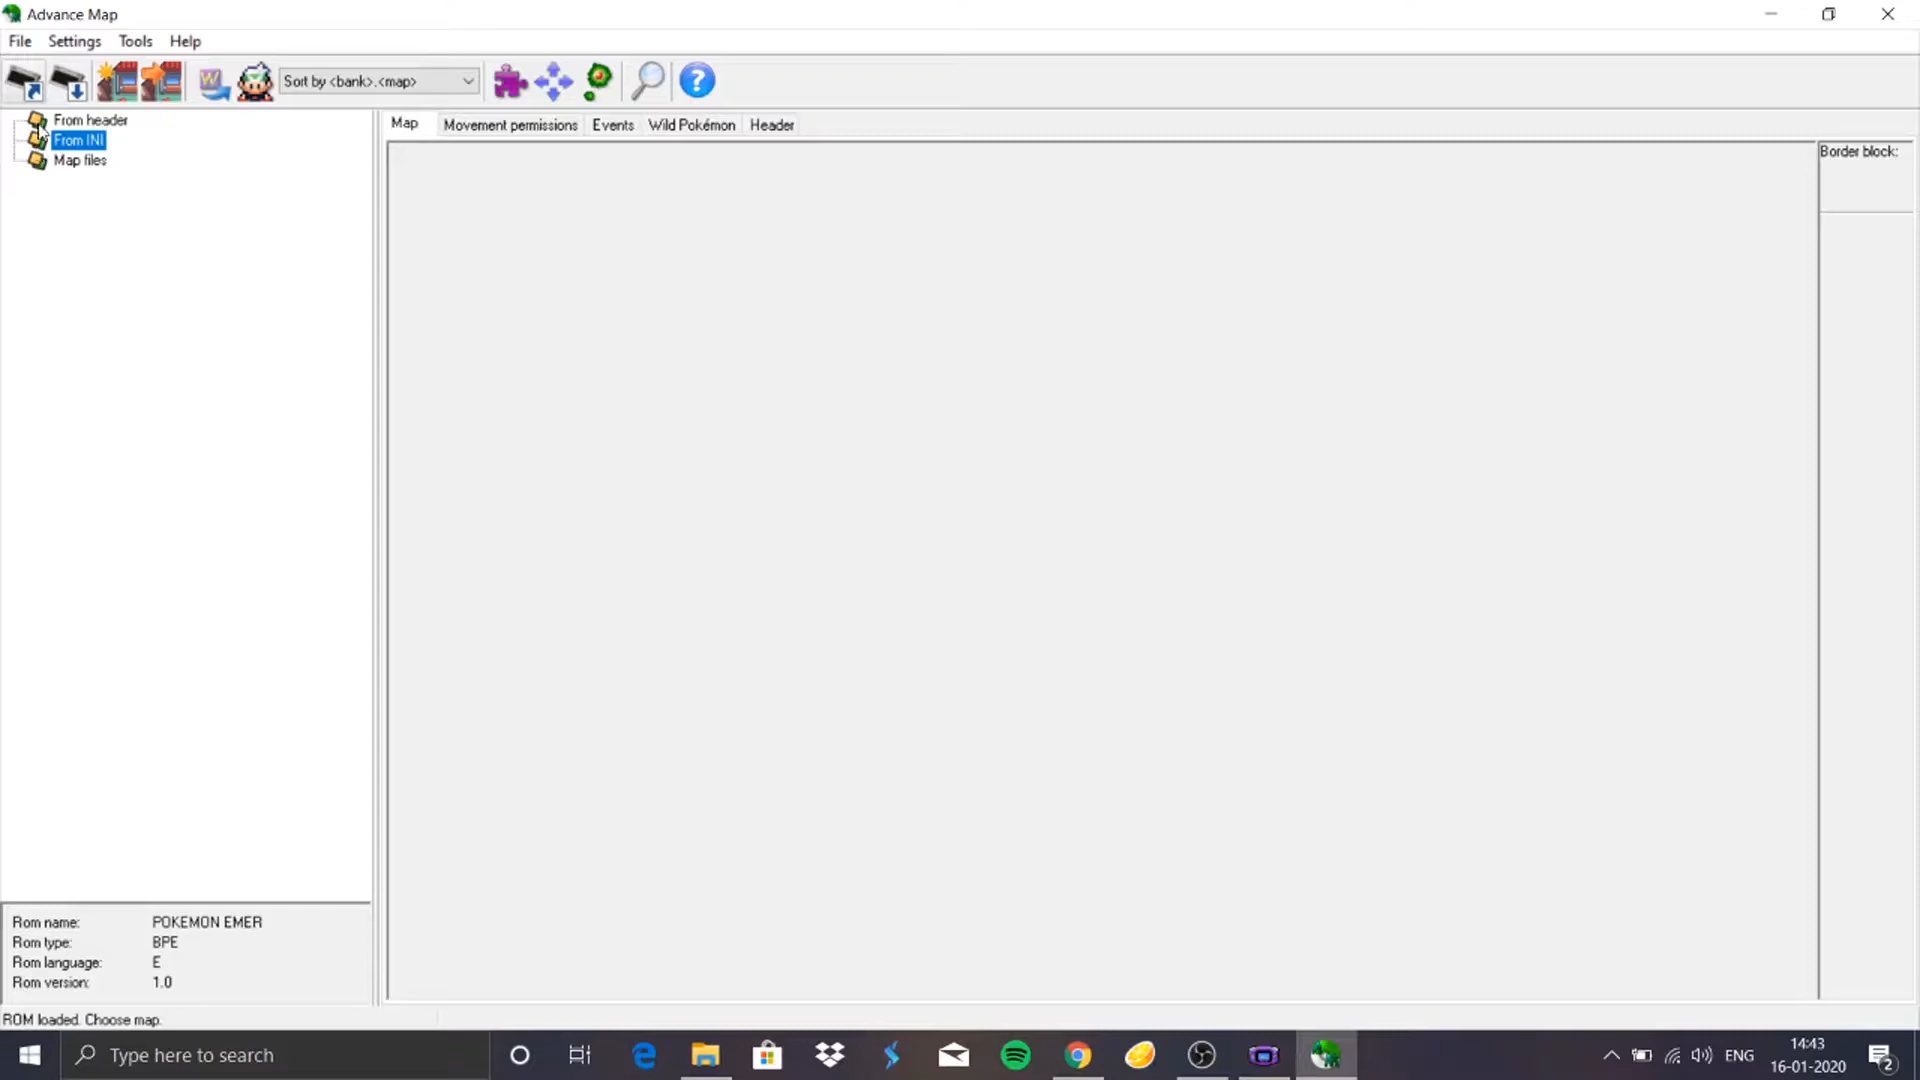 Advance Map
File Settings Tools Help
Sort by <bank>.<map>
From header
From INI
Map files
Map Movement permissions Events Wild Pokémon Header
Border block:
Rom name: POKEMON EMER
Rom type: BPE
Rom language: E
Rom version: 1.0
ROM loaded. Choose map.
Type here to search
ENG
14:43
16-01-2020
2